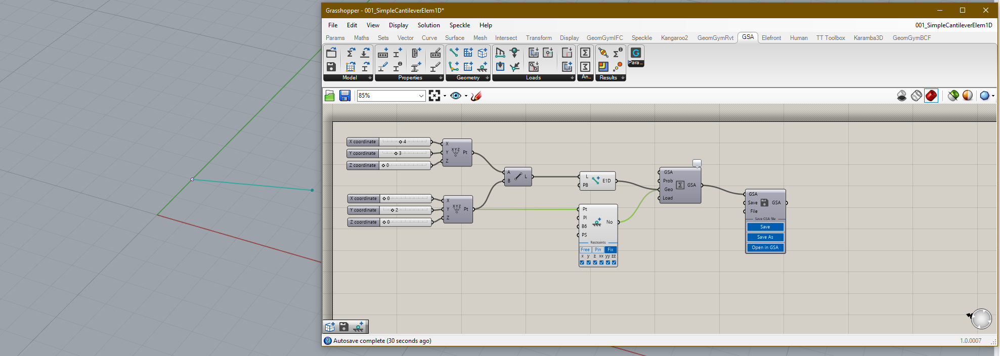 Grasshopper - 001_SimpleCantileverElem1D*
File Edit View Display Solution Speckle Help 001_SimpleCantileverElem1D
Params Maths Sets Vector Curve Surface Mesh Intersect Transform Display GeomGymIFC Speckle Kangaroo2 GeomGymRvt GSA Elefront Human TT Toolbox Karamba3D GeomGymBCF
G
Para...
Model Properties Geometry Loads An... Results
85%
X coordinate 4
Y coordinate 3
Z coordinate 0
X
Y
Z
XYZ
Pt
X coordinate 0
Y coordinate 2
Z coordinate 0
X
Y
Z
XYZ
Pt
A
B
L
L
PB
E1D
Pt
Pl
B6
PS
No
Restraints
Free Pin Fix
x y z xx yy zz
GSA
Prob
Geo
Load
Σ
GSA
GSA
Save
File
GSA
Save GSA file
Save
Save As
Open in GSA
Autosave complete (30 seconds ago)
1.0.0007